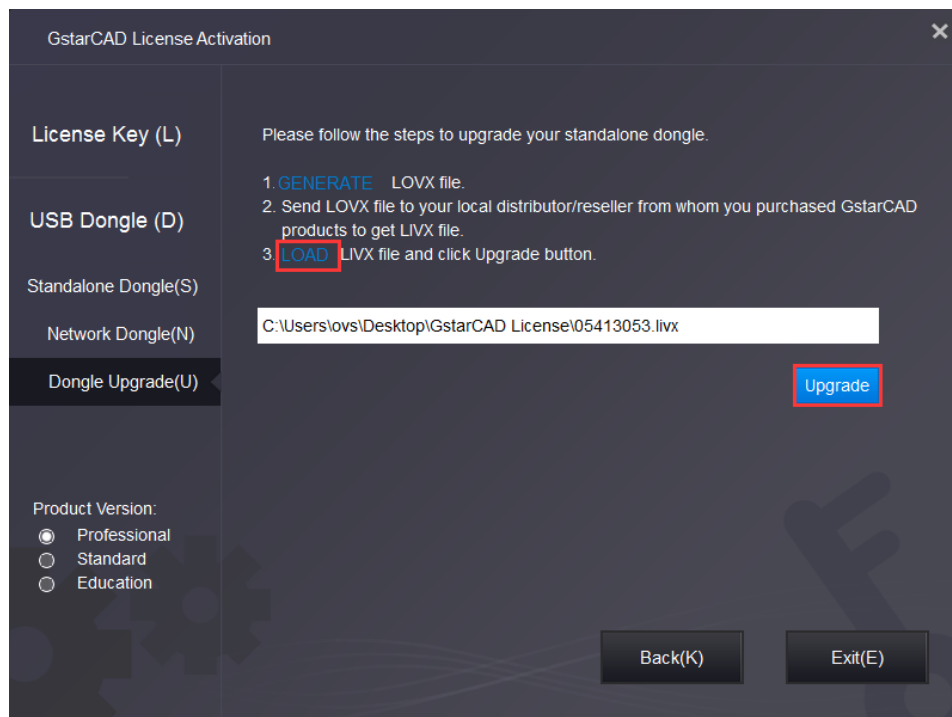 GstarCAD License Activation
License Key (L)
USB Dongle (D)
Standalone Dongle(S)
Network Dongle(N)
Dongle Upgrade(U)
Product Version:
Professional
Standard
Education
Please follow the steps to upgrade your standalone dongle.
1. GENERATE LOVX file.
2. Send LOVX file to your local distributor/reseller from whom you purchased GstarCAD
products to get LIVX file.
3. LOAD LIVX file and click Upgrade button.
C:\Users\ovs\Desktop\GstarCAD License\05413053.livx
Upgrade
Back(K)
Exit(E)